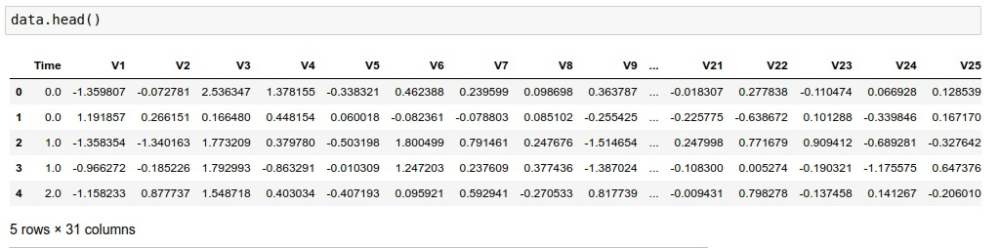 data.head()
Time V1 V2 V3 V4 V5 V6 V7 V8 V9 ... V21 V22 V23 V24 V25
0 0.0 -1.359807 -0.072781 2.536347 1.378155 -0.338321 0.462388 0.239599 0.098698 0.363787 ... -0.018307 0.277838 -0.110474 0.066928 0.128539
1 0.0 1.191857 0.266151 0.166480 0.448154 0.060018 -0.082361 -0.078803 0.085102 -0.255425 ... -0.225775 -0.638672 0.101288 -0.339846 0.167170
2 1.0 -1.358354 -1.340163 1.773209 0.379780 -0.503198 1.800499 0.791461 0.247676 -1.514654 ... 0.247998 0.771679 0.909412 -0.689281 -0.327642
3 1.0 -0.966272 -0.185226 1.792993 -0.863291 -0.010309 1.247203 0.237609 0.377436 -1.387024 ... -0.108300 0.005274 -0.190321 -1.175575 0.647376
4 2.0 -1.158233 0.877737 1.548718 0.403034 -0.407193 0.095921 0.592941 -0.270533 0.817739 ... -0.009431 0.798278 -0.137458 0.141267 -0.206010
5 rows × 31 columns